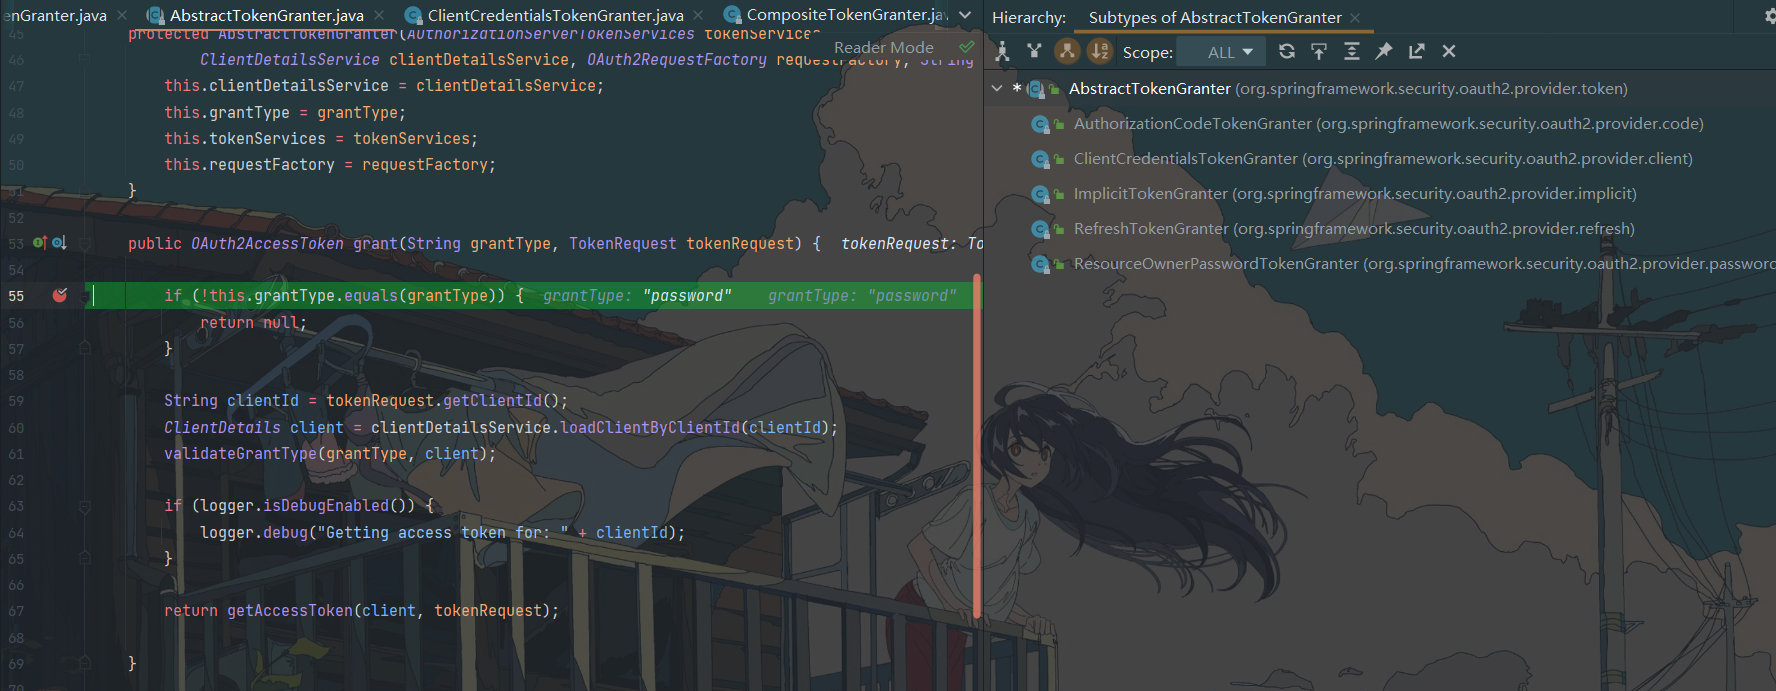 enGranter.java
AbstractTokenGranter.java
ClientCredentialsTokenGranter.java
CompositeTokenGranter.jav
Reader Mode
45 protected AbstractTokenGranter(AuthorizationServerTokenServices tokenServices
46 ClientDetailsService clientDetailsService, OAuth2RequestFactory requestFactory, String
47 this.clientDetailsService = clientDetailsService;
48 this.grantType = grantType;
49 this.tokenServices = tokenServices;
50 this.requestFactory = requestFactory;
51 }
52
53 public OAuth2AccessToken grant(String grantType, TokenRequest tokenRequest) { tokenRequest: To
54
55 if (!this.grantType.equals(grantType)) { grantType: "password" grantType: "password"
56 return null;
57 }
58
59 String clientId = tokenRequest.getClientId();
60 ClientDetails client = clientDetailsService.loadClientByClientId(clientId);
61 validateGrantType(grantType, client);
62
63 if (logger.isDebugEnabled()) {
64 logger.debug("Getting access token for: " + clientId);
65 }
66
67 return getAccessToken(client, tokenRequest);
68
69 }
70
Hierarchy: Subtypes of AbstractTokenGranter
Scope: ALL
* AbstractTokenGranter (org.springframework.security.oauth2.provider.token)
AuthorizationCodeTokenGranter (org.springframework.security.oauth2.provider.code)
ClientCredentialsTokenGranter (org.springframework.security.oauth2.provider.client)
ImplicitTokenGranter (org.springframework.security.oauth2.provider.implicit)
RefreshTokenGranter (org.springframework.security.oauth2.provider.refresh)
ResourceOwnerPasswordTokenGranter (org.springframework.security.oauth2.provider.password